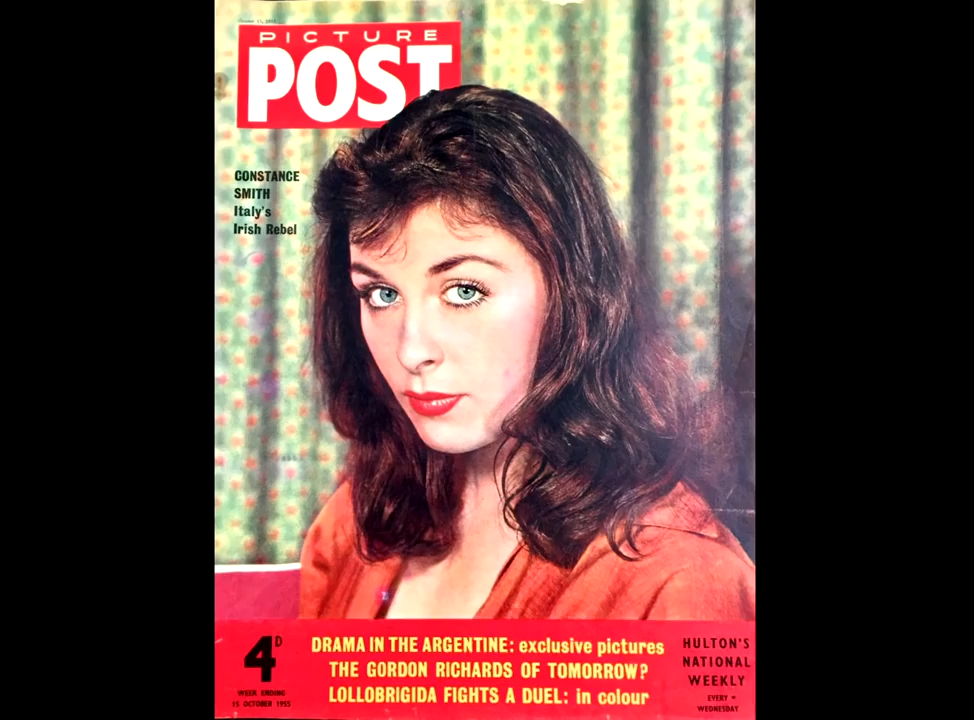 PICTURE
POST
CONSTANCE
SMITH
Italy's
Irish Rebel
4D
WEEK ENDING
15 OCTOBER 1955
DRAMA IN THE ARGENTINE: exclusive pictures
THE GORDON RICHARDS OF TOMORROW?
LOLLOBRIGIDA FIGHTS A DUEL: in colour
HULTON'S
NATIONAL
WEEKLY
EVERY
WEDNESDAY